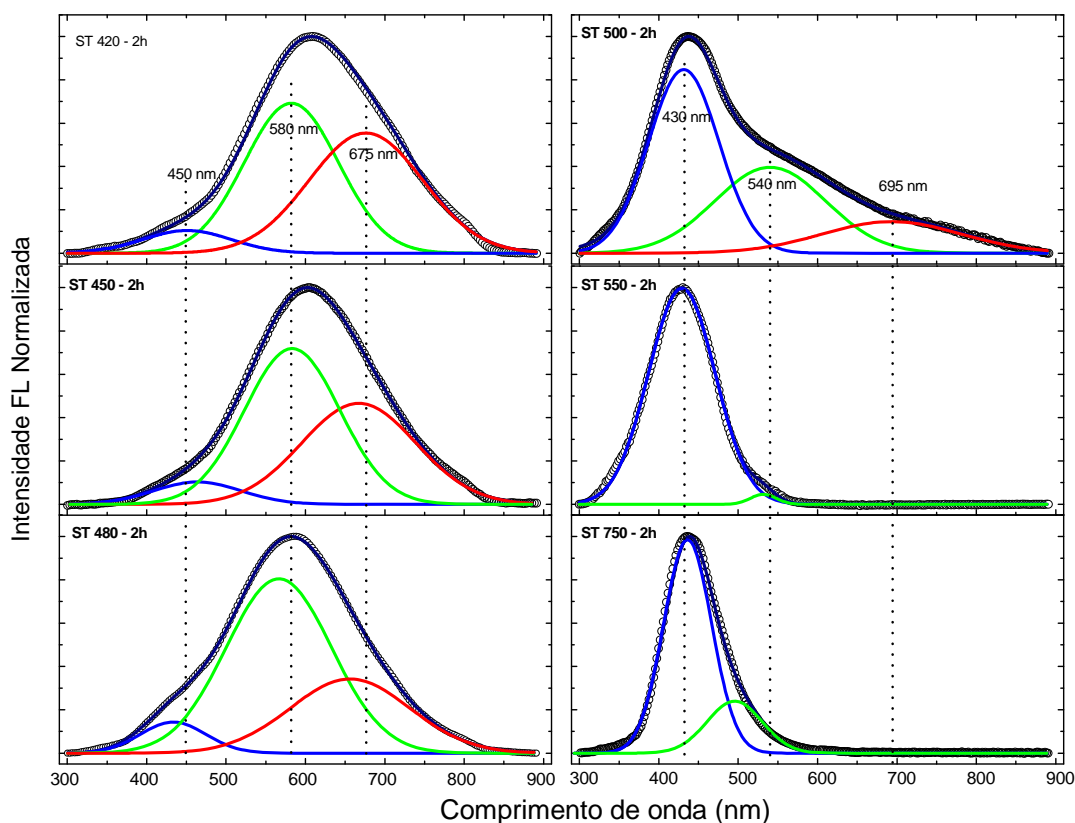 ST 420 - 2h
450 nm
580 nm
675 nm
ST 500 - 2h
430 nm
540 nm
695 nm
ST 450 - 2h
ST 550 - 2h
ST 480 - 2h
ST 750 - 2h
300 400 500 600 700 800 900
300 400 500 600 700 800 900
Intensidade FL Normalizada
Comprimento de onda (nm)